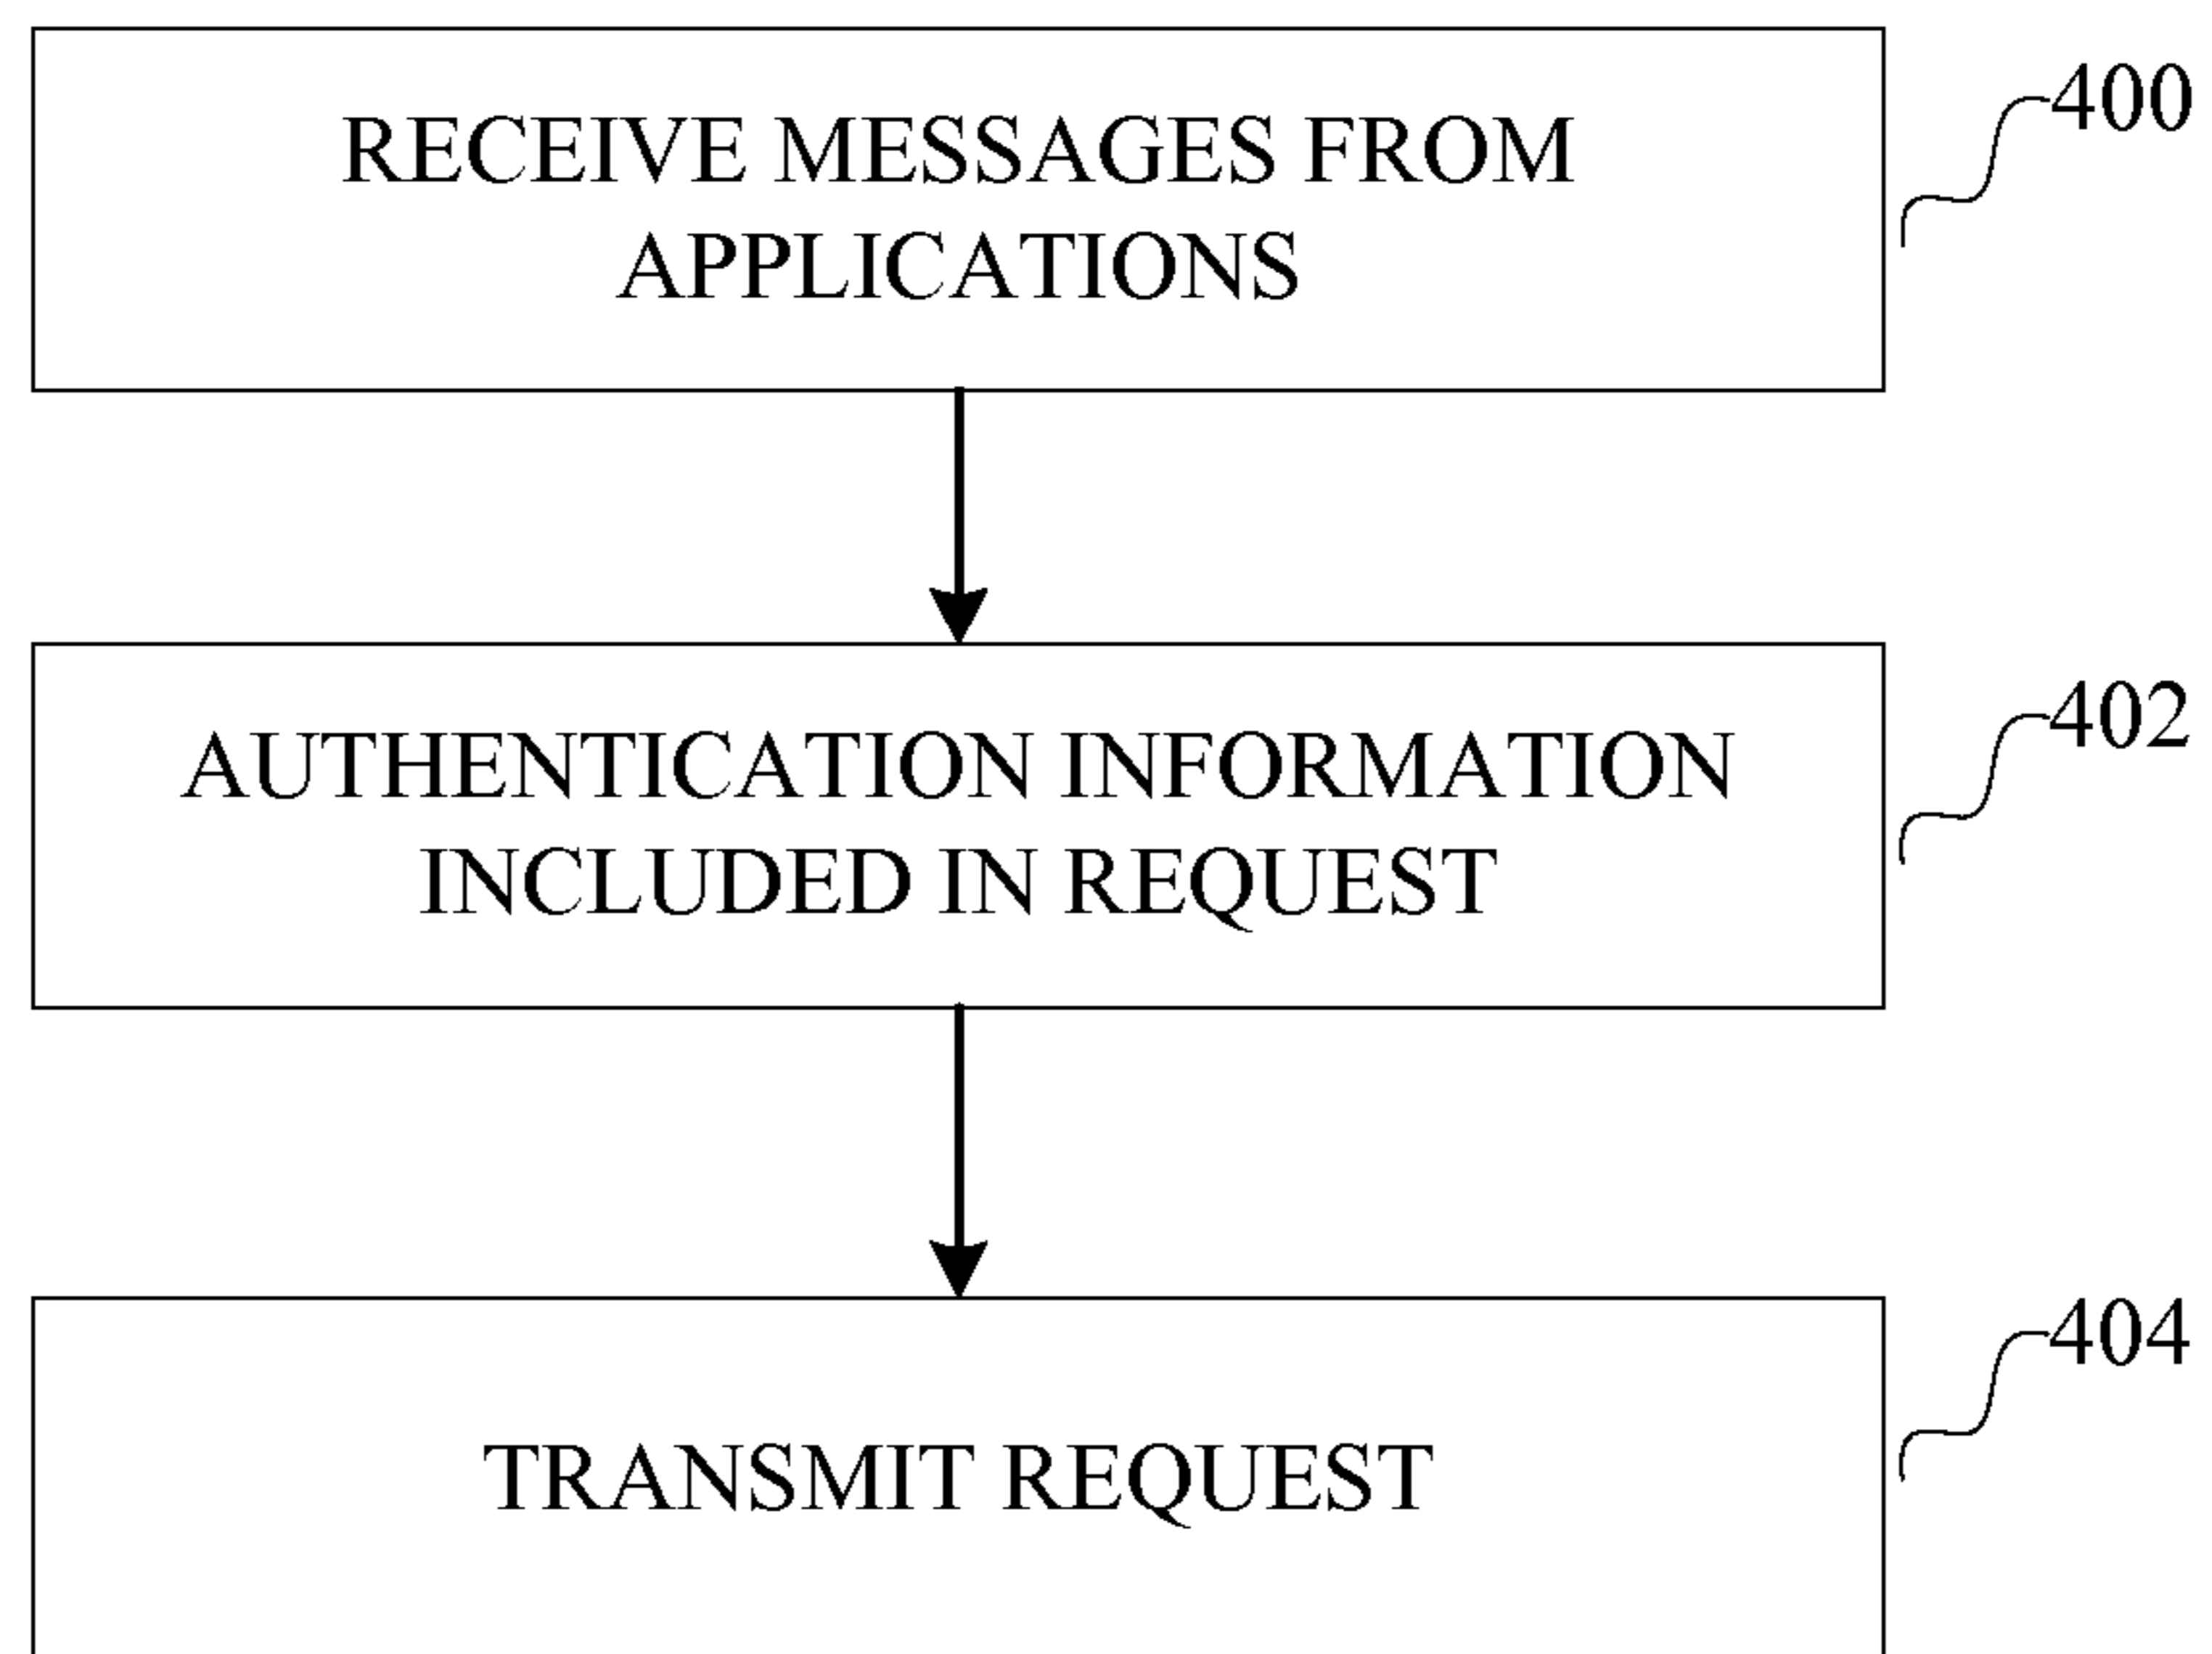 RECEIVE MESSAGES FROM
APPLICATIONS
400
AUTHENTICATION INFORMATION
INCLUDED IN REQUEST
402
TRANSMIT REQUEST
404